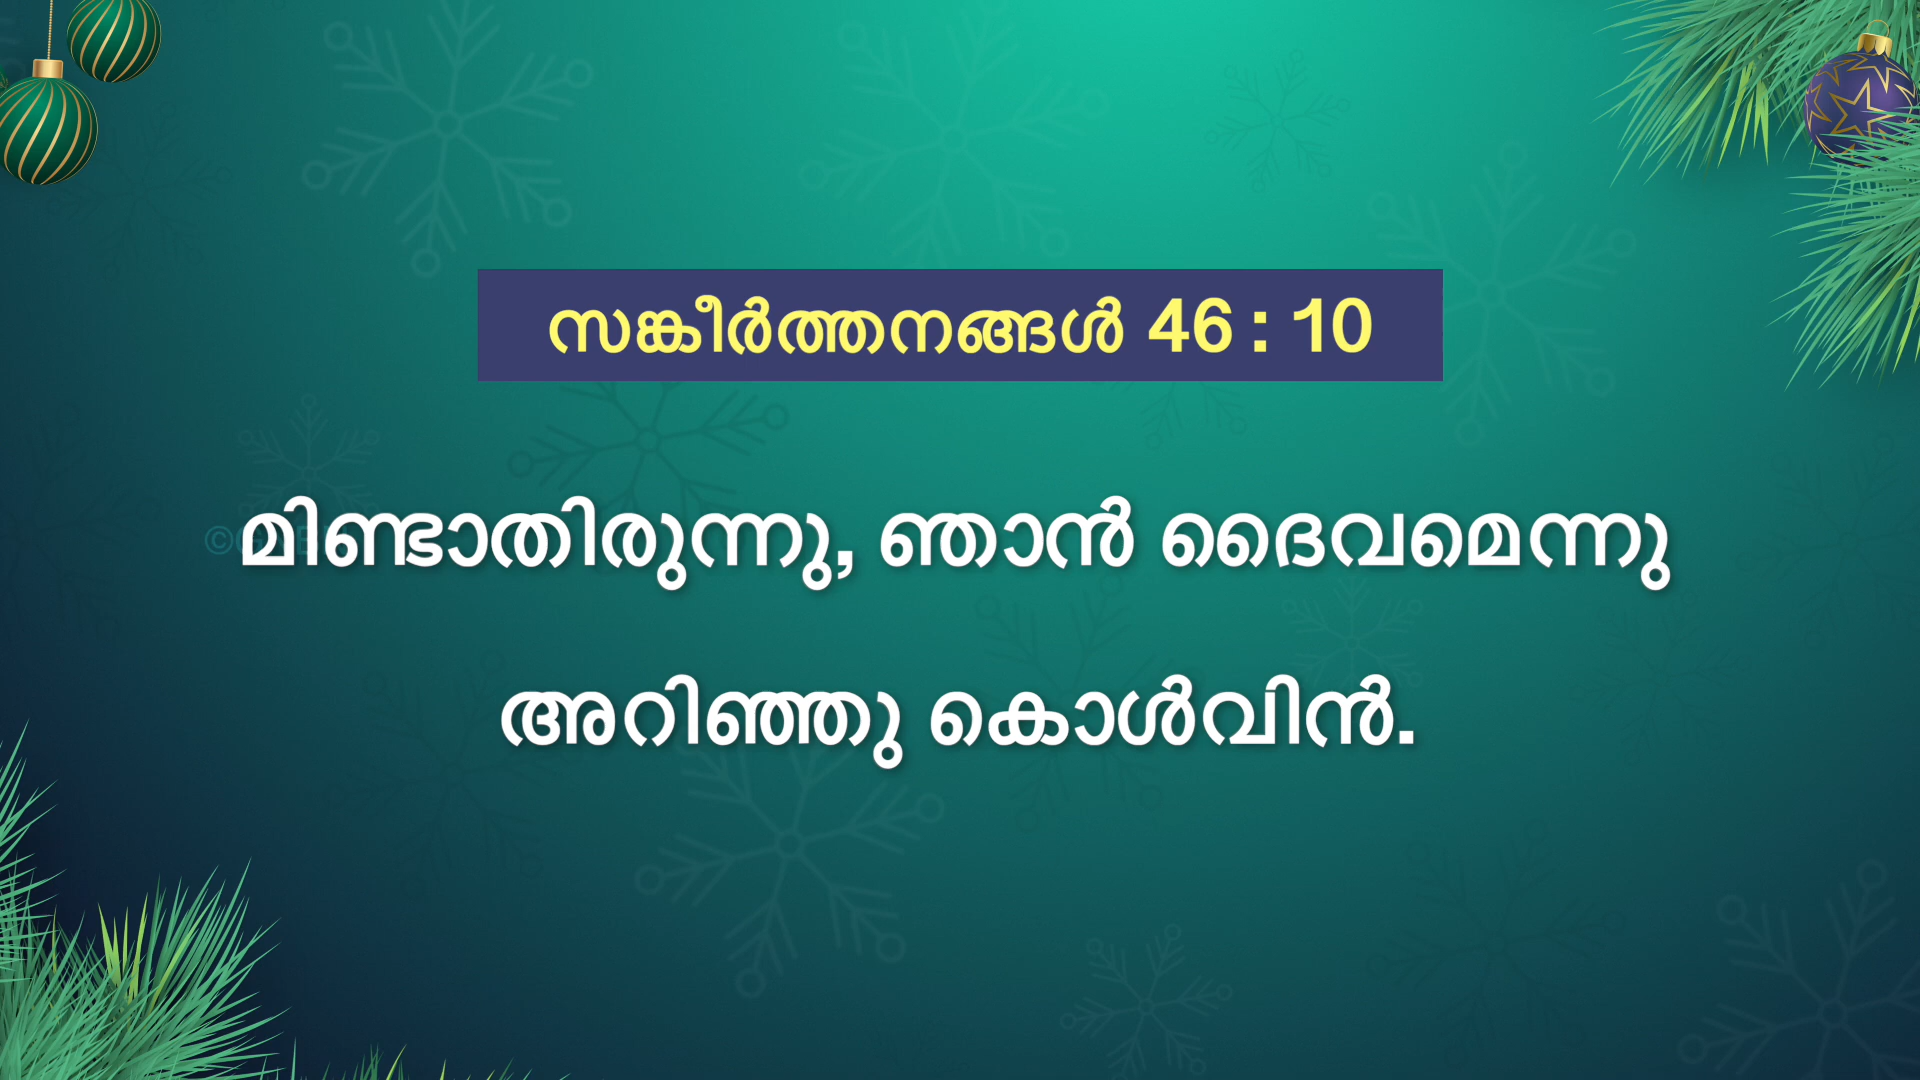 സങ്കീർത്തനങ്ങൾ 46 : 10
മിണ്ടാതിരുന്നു, ഞാൻ ദൈവമെന്നു
അറിഞ്ഞു കൊൾവിൻ.